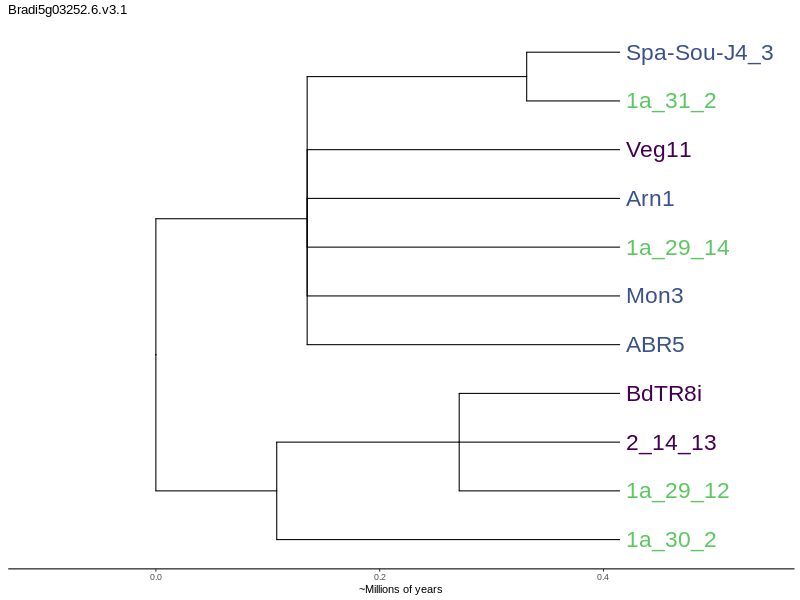 Bradi5g03252.6.v3.1
Spa-Sou-J4_3
1a_31_2
Veg11
Arn1
1a_29_14
Mon3
ABR5
BdTR8i
2_14_13
1a_29_12
1a_30_2
0.0 0.2 0.4
~Millions of years